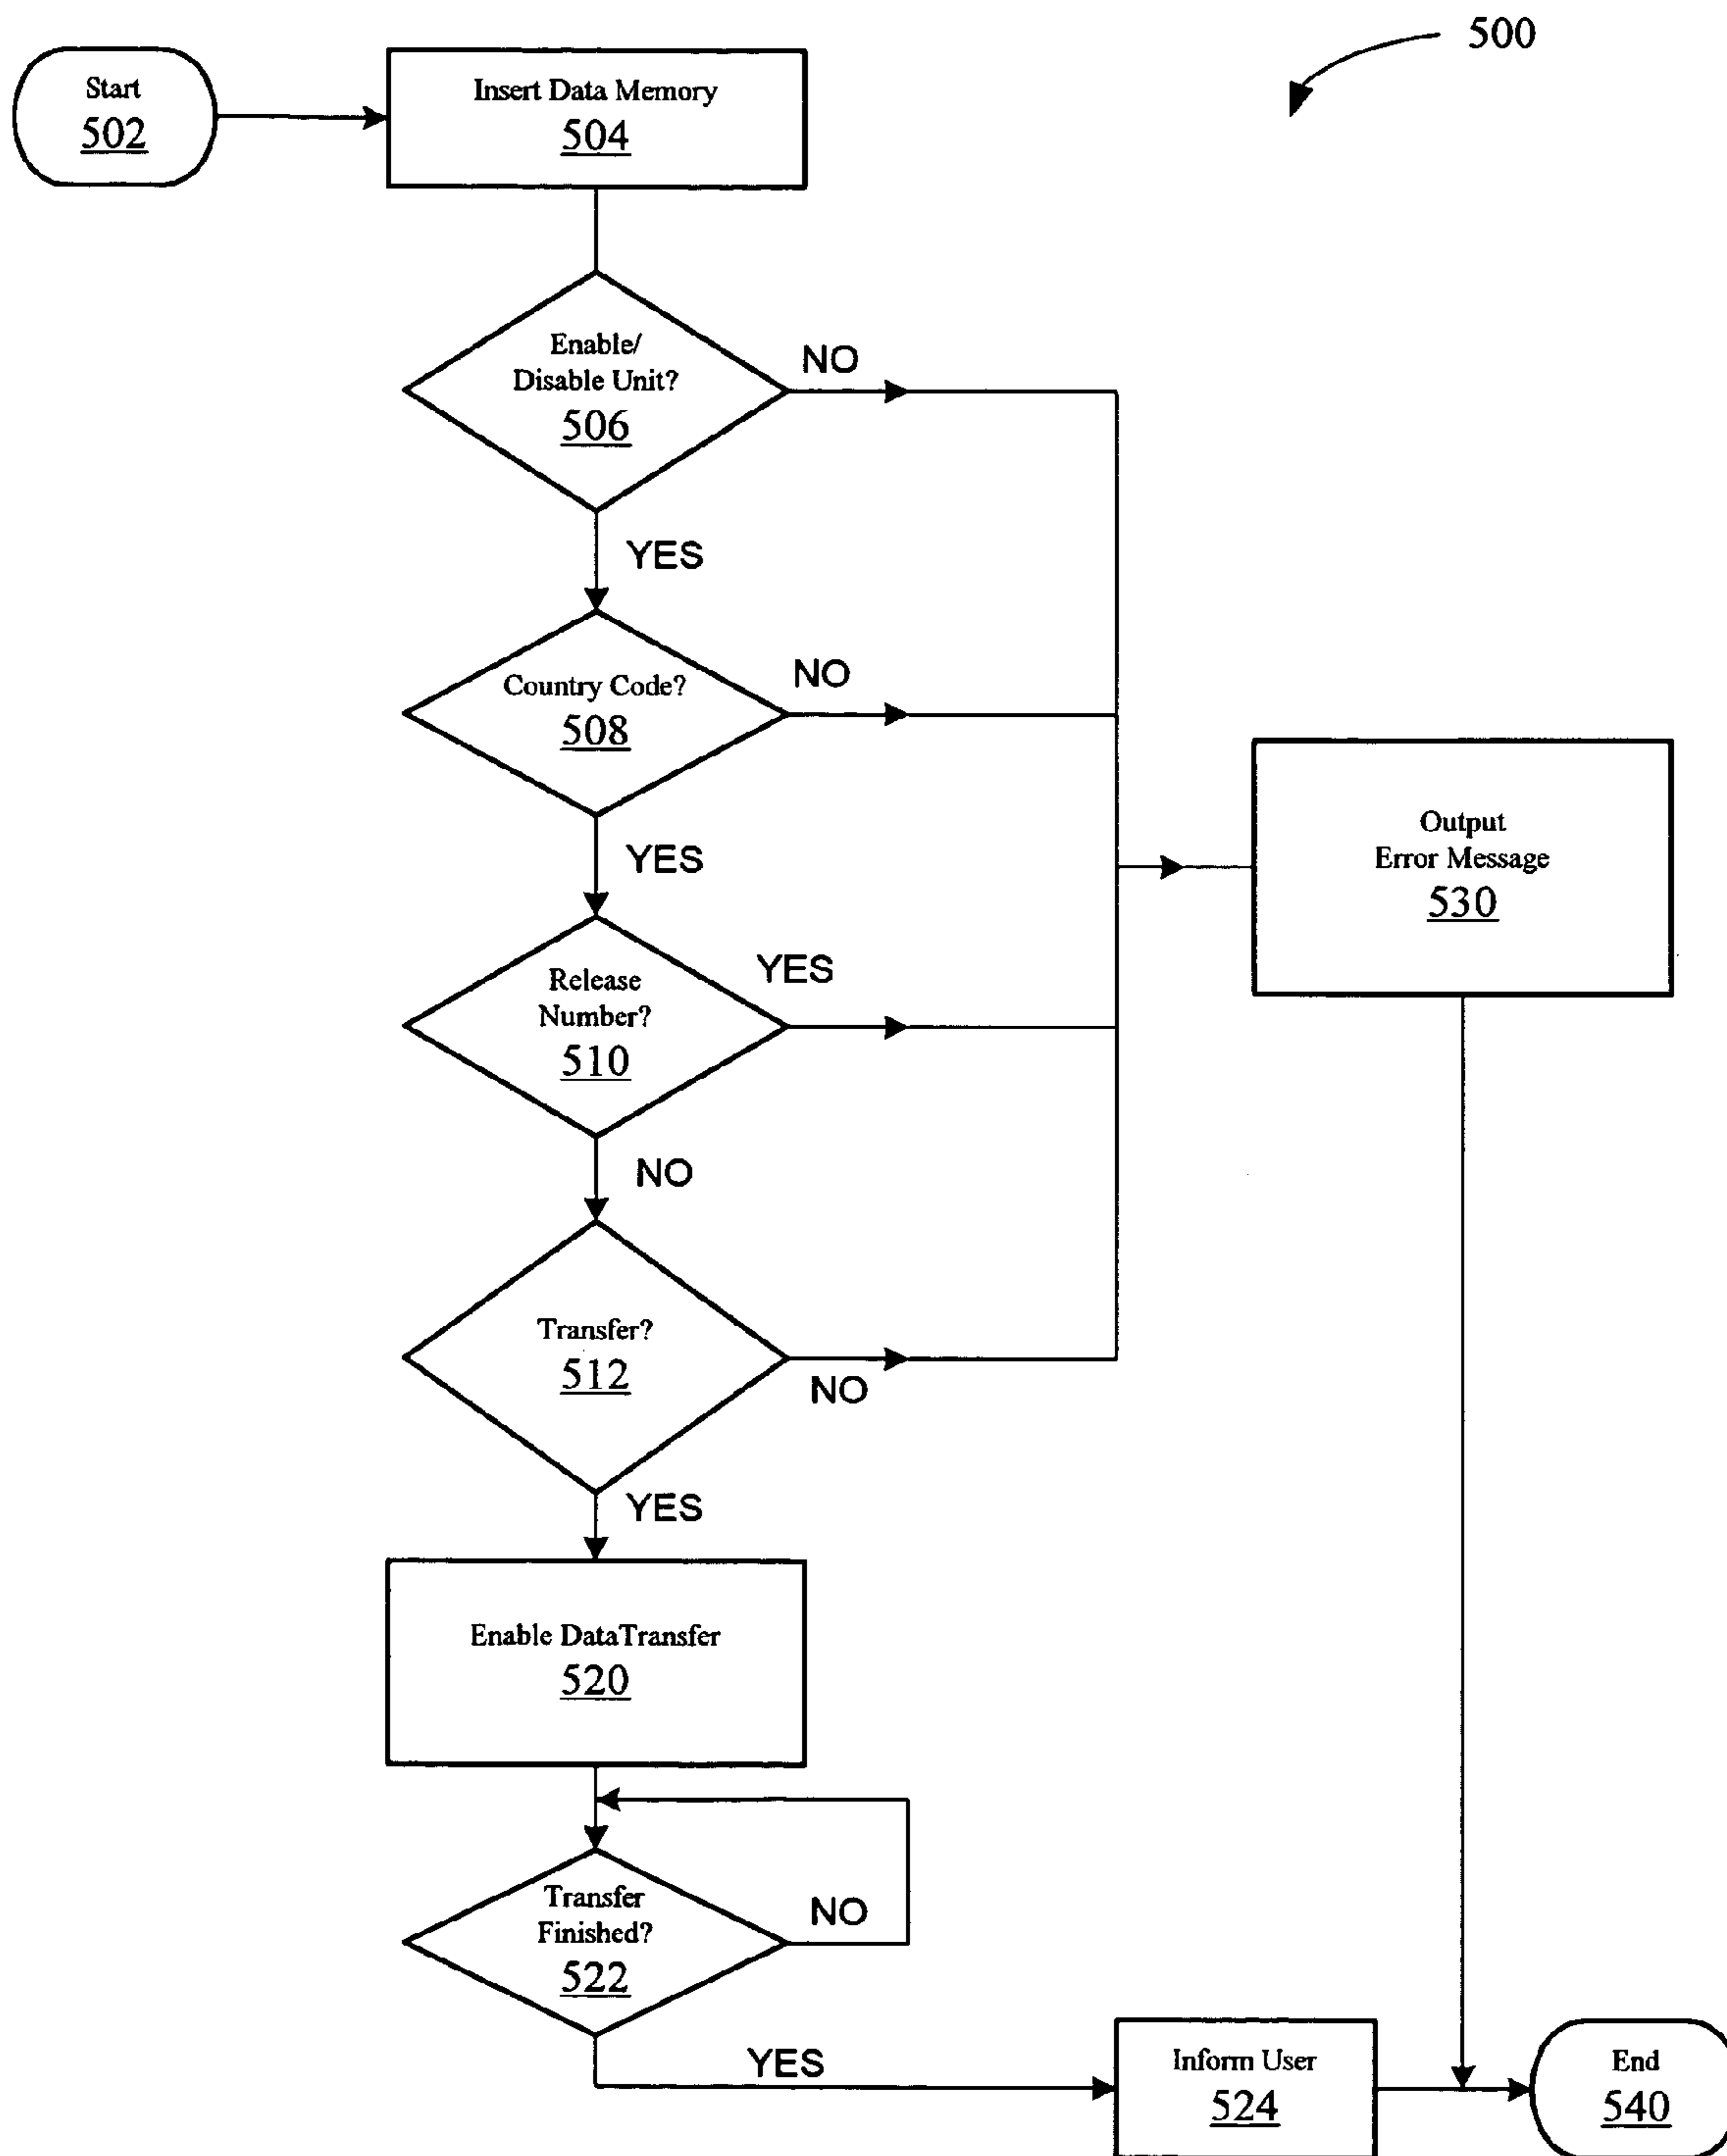 500
Start
502
Insert Data Memory
504
Enable/
Disable Unit?
506
NO
YES
Country Code?
508
NO
YES
Release
Number?
510
YES
NO
Transfer?
512
NO
YES
Output
Error Message
530
Enable DataTransfer
520
Transfer
Finished?
522
NO
YES
Inform User
524
End
540